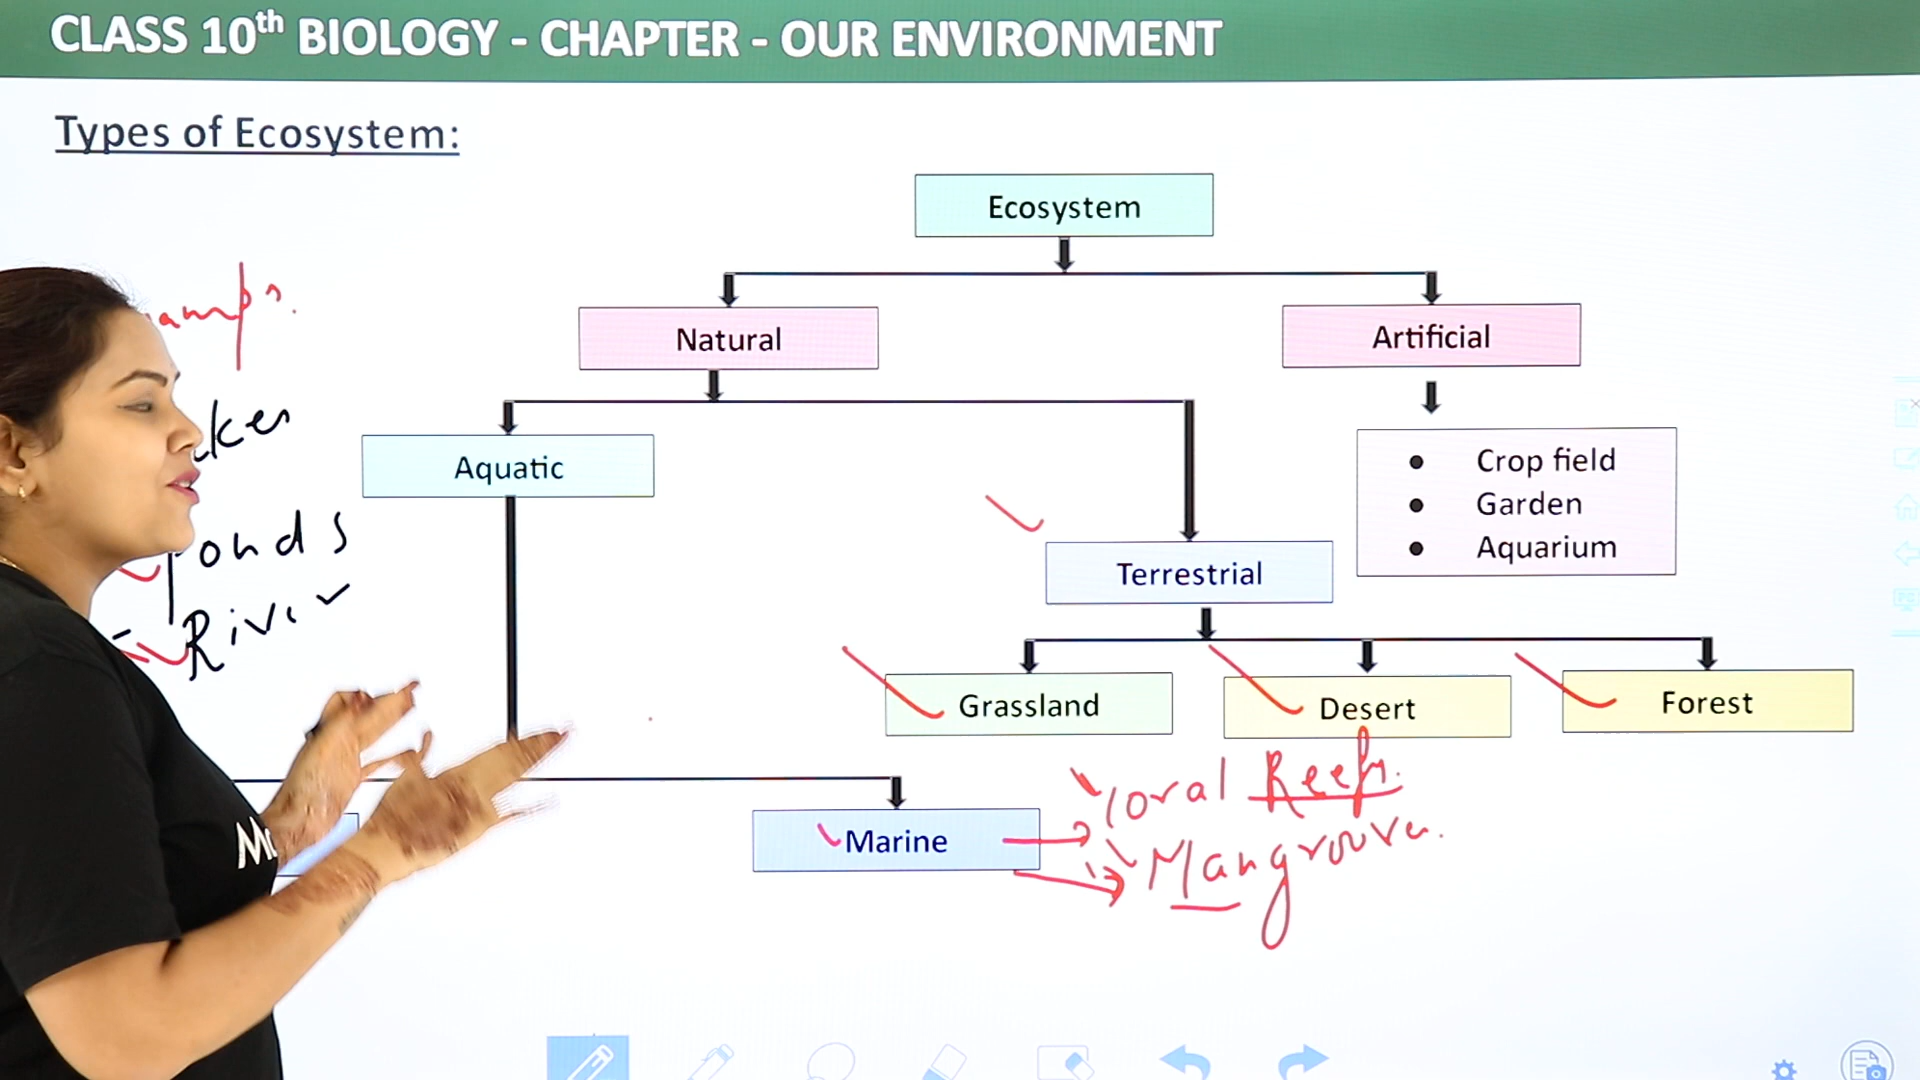 CLASS 10th BIOLOGY - CHAPTER - OUR ENVIRONMENT
Types of Ecosystem:
Ecosystem
Natural
Artificial
Aquatic
• Crop field
• Garden
• Aquarium
Terrestrial
Ponds
River
Grassland
Desert
Forest
Marine
Coral Reefs.